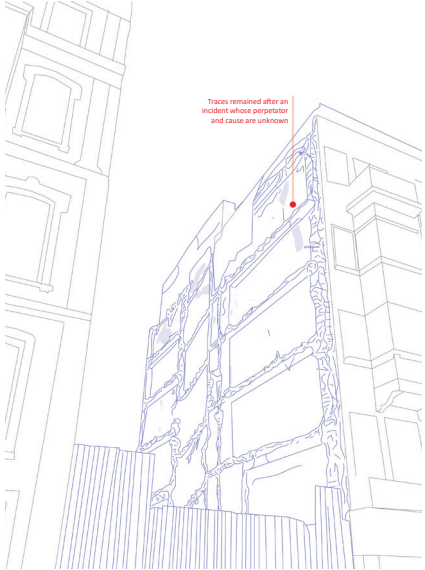 Traces remained after an
incident whose perpetator
and cause are unknown